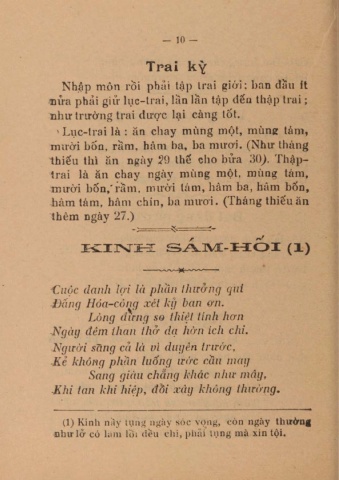 — 10 —
Trai kỳ
Nhập môn rồi phải tập trai giới: ban đầu ít
nữa phải giữ lục-trai, lần lần tập đến thập trai;
như trường trai được lại càng tốt.
Lục-trai là: ăn chay mùng một, mùng tám,
mười bốn, rằm, hăm ba, ba mươi. (Như tháng
thiếu thì ăn ngày 29 thế cho bửa 30). Thập-
trai là ăn chay ngày mùng một, mùng tám,
mười bốn, rằm, mười tám, hăm ba, hăm bốn,
hăm tám, hăm chín, ba mươi. (Tháng thiếu ăn
thêm ngày 27.)
KINH SÁM-HỐI (1)
Cuộc danh lợi là phần thưởng quí
Đấng Hóa-công xét kỹ ban ơn.
Lòng đừng so thiệt tính hơn
Ngày đêm than thở dạ hờn ích chi.
Người sang cả là vì duyên trước,
Kẻ không phần luống ước cầu may
Sang giàu chẳng khác như mây,
Khi tan khi hiệp, đổi xây không thường.
(1) Kinh nầy tụng ngày sóc vọng, còn ngày thường
như lở có lầm lỗi đều chi, phải tụng mà xin tội.